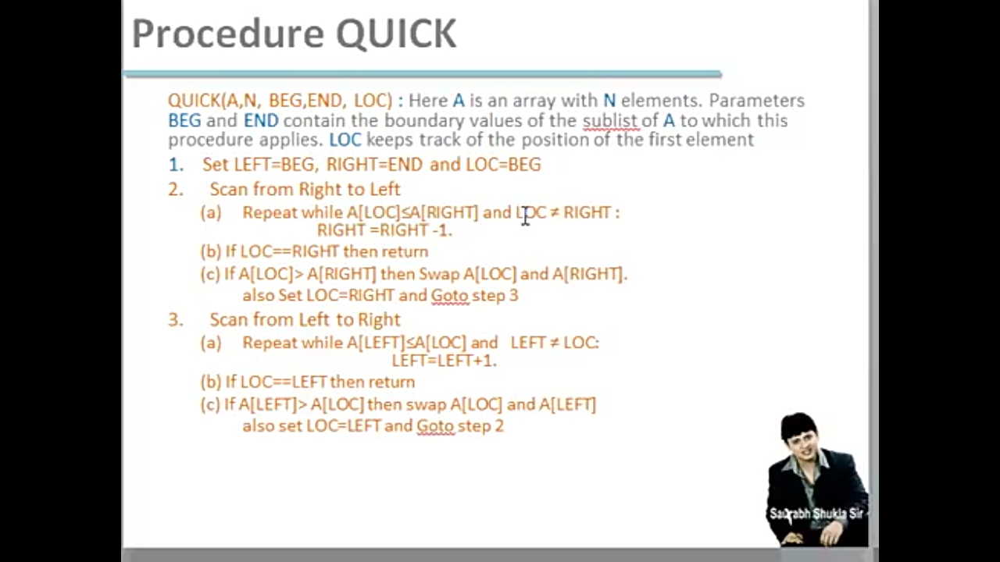 Procedure QUICK
QUICK(A,N, BEG,END, LOC) : Here A is an array with N elements. Parameters
BEG and END contain the boundary values of the sublist of A to which this
procedure applies. LOC keeps track of the position of the first element
1. Set LEFT=BEG, RIGHT=END and LOC=BEG
2. Scan from Right to Left
(a) Repeat while A[LOC]≤A[RIGHT] and LOC ≠ RIGHT :
RIGHT =RIGHT -1.
(b) If LOC==RIGHT then return
(c) If A[LOC]> A[RIGHT] then Swap A[LOC] and A[RIGHT].
also Set LOC=RIGHT and Goto step 3
3. Scan from Left to Right
(a) Repeat while A[LEFT]≤A[LOC] and LEFT ≠ LOC:
LEFT=LEFT+1.
(b) If LOC==LEFT then return
(c) If A[LEFT]> A[LOC] then swap A[LOC] and A[LEFT]
also set LOC=LEFT and Goto step 2
Saurabh Shukla Sir